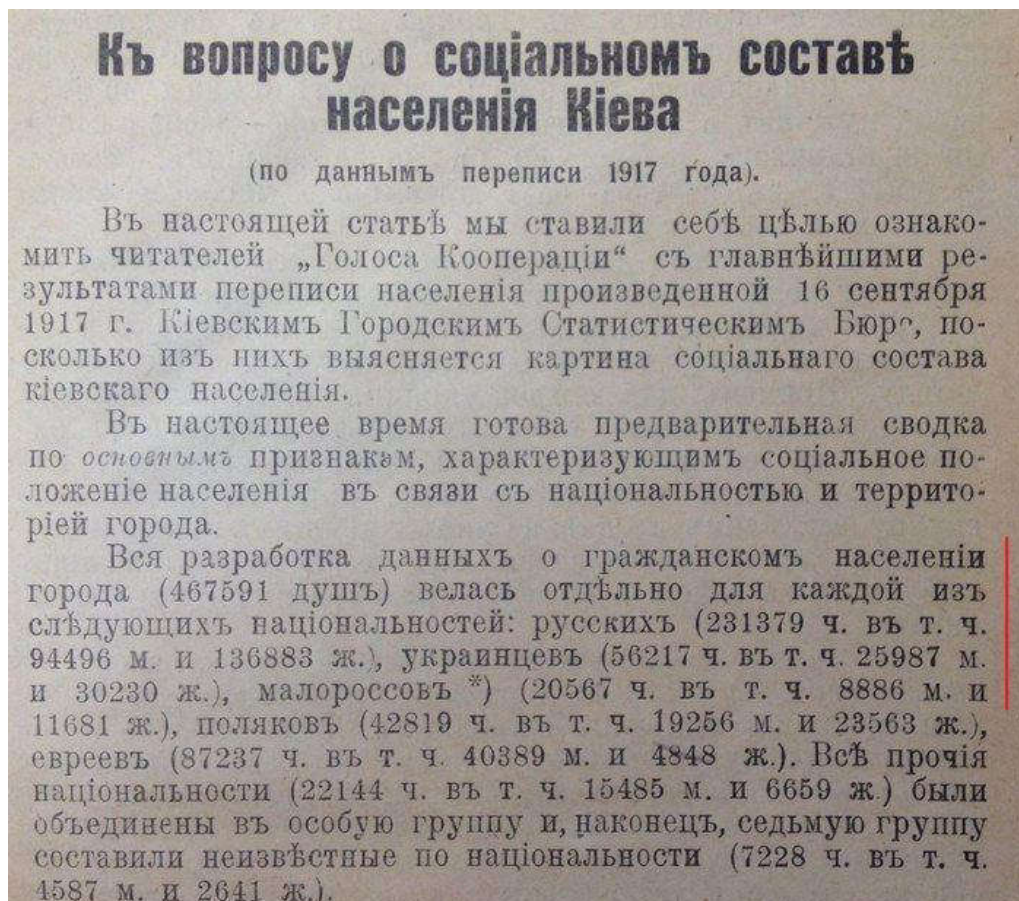 Къ вопросу о соціальномъ составѣ
населенія Кіева
(по даннымъ переписи 1917 года).
Въ настоящей статьѣ мы ставили себѣ цѣлью ознако-
мить читателей „Голоса Коопераціи“ съ главнѣйшими ре-
зультатами переписи населенія произведенной 16 сентября
1917 г. Кіевскимъ Городскимъ Статистическимъ Бюро, по-
сколько изъ нихъ выясняется картина соціальнаго состава
кіевскаго населенія.
Въ настоящее время готова предварительная сводка
по основнымъ признакам, характеризующимъ соціальное по-
ложеніе населенія въ связи съ національностью и террито-
ріей города.
Вся разработка данныхъ о гражданскомъ населеніи
города (467591 душъ) велась отдѣльно для каждой изъ
слѣдующихъ національностей: русскихъ (231379 ч. въ т. ч.
94496 м. и 136883 ж.), украинцевъ (56217 ч. въ т. ч. 25987 м.
и 30230 ж.), малороссовъ *) (20567 ч. въ т. ч. 8886 м. и
11681 ж.), поляковъ (42819 ч. въ т. ч. 19256 м. и 23563 ж.),
евреевъ (87237 ч. въ т. ч. 40389 м. и 4848 ж.). Всѣ прочія
національности (22144 ч. въ т. ч. 15485 м. и 6659 ж.) были
объединены въ особую группу и, наконецъ, седьмую группу
составили неизвѣстные по національности (7228 ч. въ т. ч.
4587 м. и 2641 ж.).